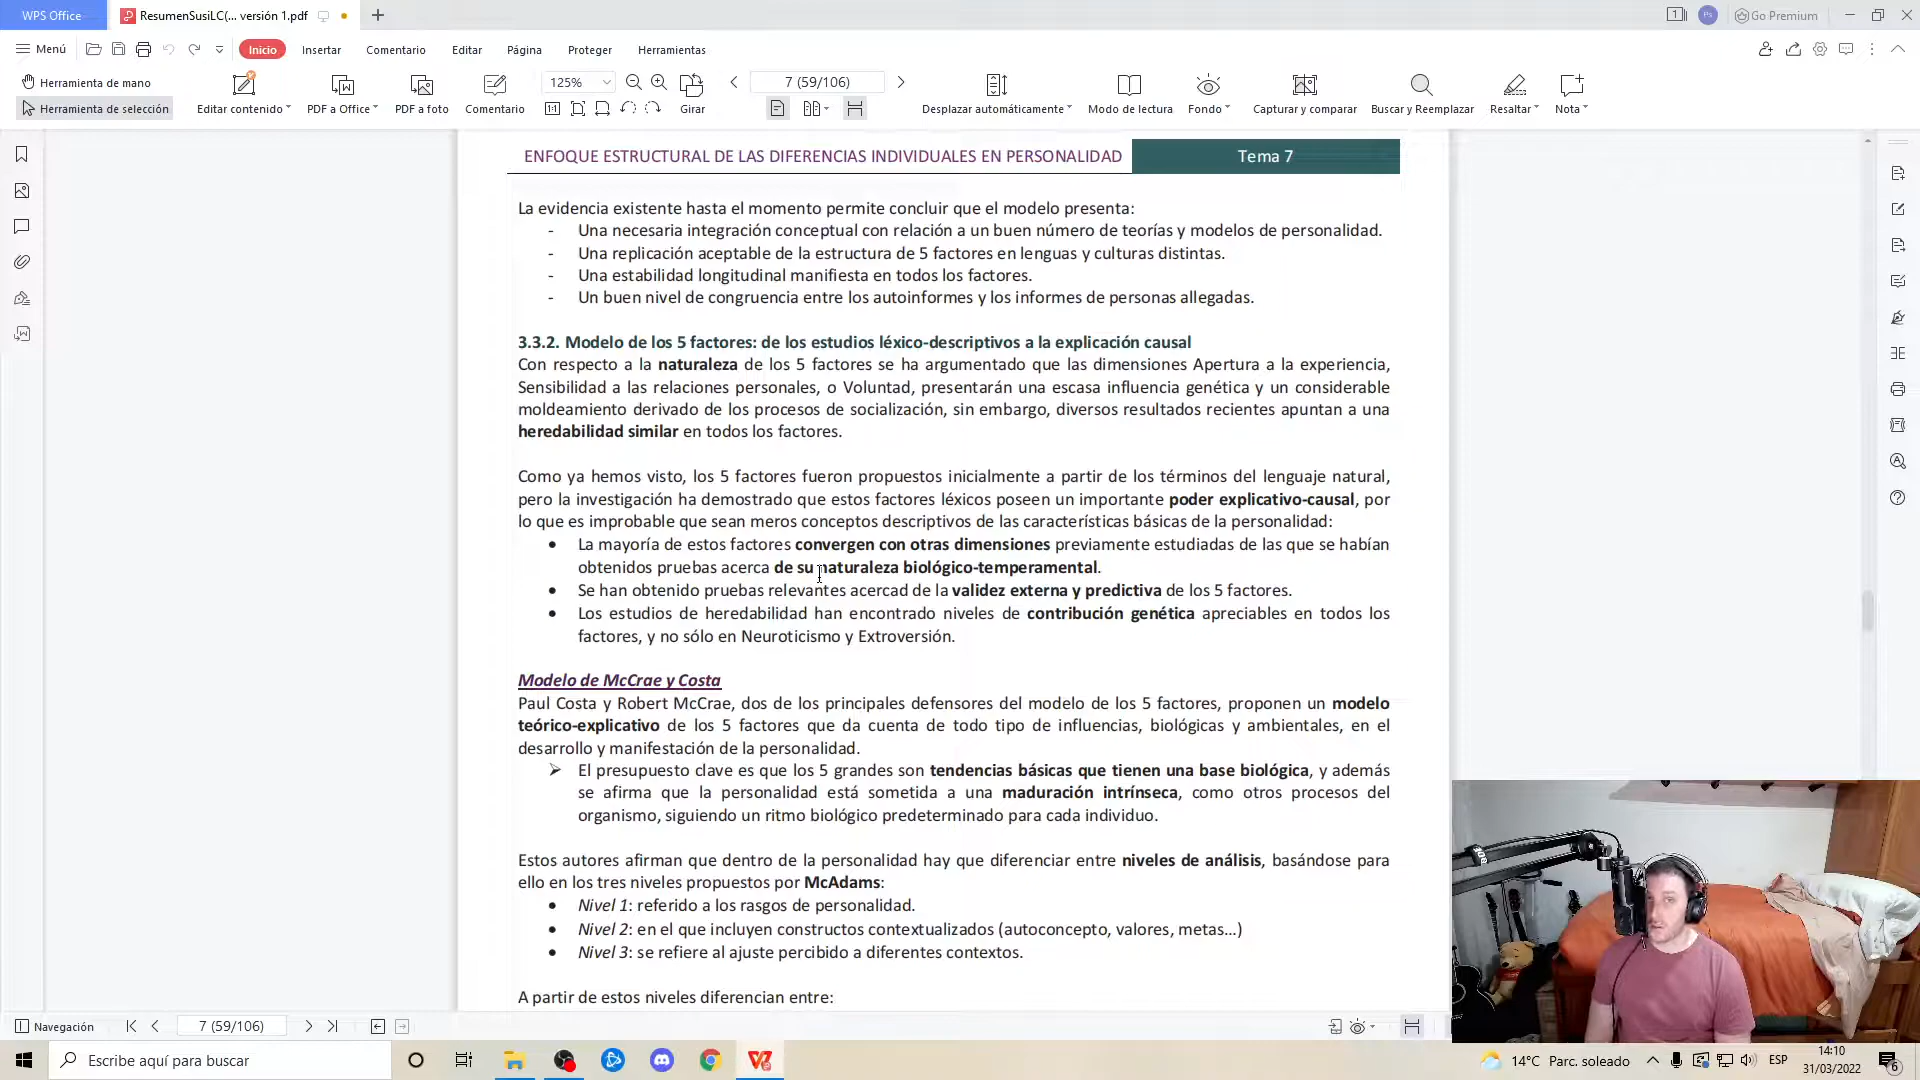 WPS Office
ResumenSusiLC(... versión 1.pdf
Go Premium
Menú
Inicio
Insertar
Comentario
Editar
Página
Proteger
Herramientas
Herramienta de mano
Herramienta de selección
Editar contenido
PDF a Office
PDF a foto
Comentario
125%
Girar
7 (59/106)
Desplazar automáticamente
Modo de lectura
Fondo
Capturar y comparar
Buscar y Reemplazar
Resaltar
Nota
ENFOQUE ESTRUCTURAL DE LAS DIFERENCIAS INDIVIDUALES EN PERSONALIDAD
Tema 7
La evidencia existente hasta el momento permite concluir que el modelo presenta:
- Una necesaria integración conceptual con relación a un buen número de teorías y modelos de personalidad.
- Una replicación aceptable de la estructura de 5 factores en lenguas y culturas distintas.
- Una estabilidad longitudinal manifiesta en todos los factores.
- Un buen nivel de congruencia entre los autoinformes y los informes de personas allegadas.
3.3.2. Modelo de los 5 factores: de los estudios léxico-descriptivos a la explicación causal
Con respecto a la naturaleza de los 5 factores se ha argumentado que las dimensiones Apertura a la experiencia,
Sensibilidad a las relaciones personales, o Voluntad, presentarán una escasa influencia genética y un considerable
moldeamiento derivado de los procesos de socialización, sin embargo, diversos resultados recientes apuntan a una
heredabilidad similar en todos los factores.
Como ya hemos visto, los 5 factores fueron propuestos inicialmente a partir de los términos del lenguaje natural,
pero la investigación ha demostrado que estos factores léxicos poseen un importante poder explicativo-causal, por
lo que es improbable que sean meros conceptos descriptivos de las características básicas de la personalidad:
• La mayoría de estos factores convergen con otras dimensiones previamente estudiadas de las que se habían
obtenidos pruebas acerca de su naturaleza biológico-temperamental.
• Se han obtenido pruebas relevantes acercad de la validez externa y predictiva de los 5 factores.
• Los estudios de heredabilidad han encontrado niveles de contribución genética apreciables en todos los
factores, y no sólo en Neuroticismo y Extroversión.
Modelo de McCrae y Costa
Paul Costa y Robert McCrae, dos de los principales defensores del modelo de los 5 factores, proponen un modelo
teórico-explicativo de los 5 factores que da cuenta de todo tipo de influencias, biológicas y ambientales, en el
desarrollo y manifestación de la personalidad.
➢ El presupuesto clave es que los 5 grandes son tendencias básicas que tienen una base biológica, y además
se afirma que la personalidad está sometida a una maduración intrínseca, como otros procesos del
organismo, siguiendo un ritmo biológico predeterminado para cada individuo.
Estos autores afirman que dentro de la personalidad hay que diferenciar entre niveles de análisis, basándose para
ello en los tres niveles propuestos por McAdams:
• Nivel 1: referido a los rasgos de personalidad.
• Nivel 2: en el que incluyen constructos contextualizados (autoconcepto, valores, metas…)
• Nivel 3: se refiere al ajuste percibido a diferentes contextos.
A partir de estos niveles diferencian entre:
Navegación
7 (59/106)
Escribe aquí para buscar
14°C Parc. soleado
ESP
14:10
31/03/2022
6